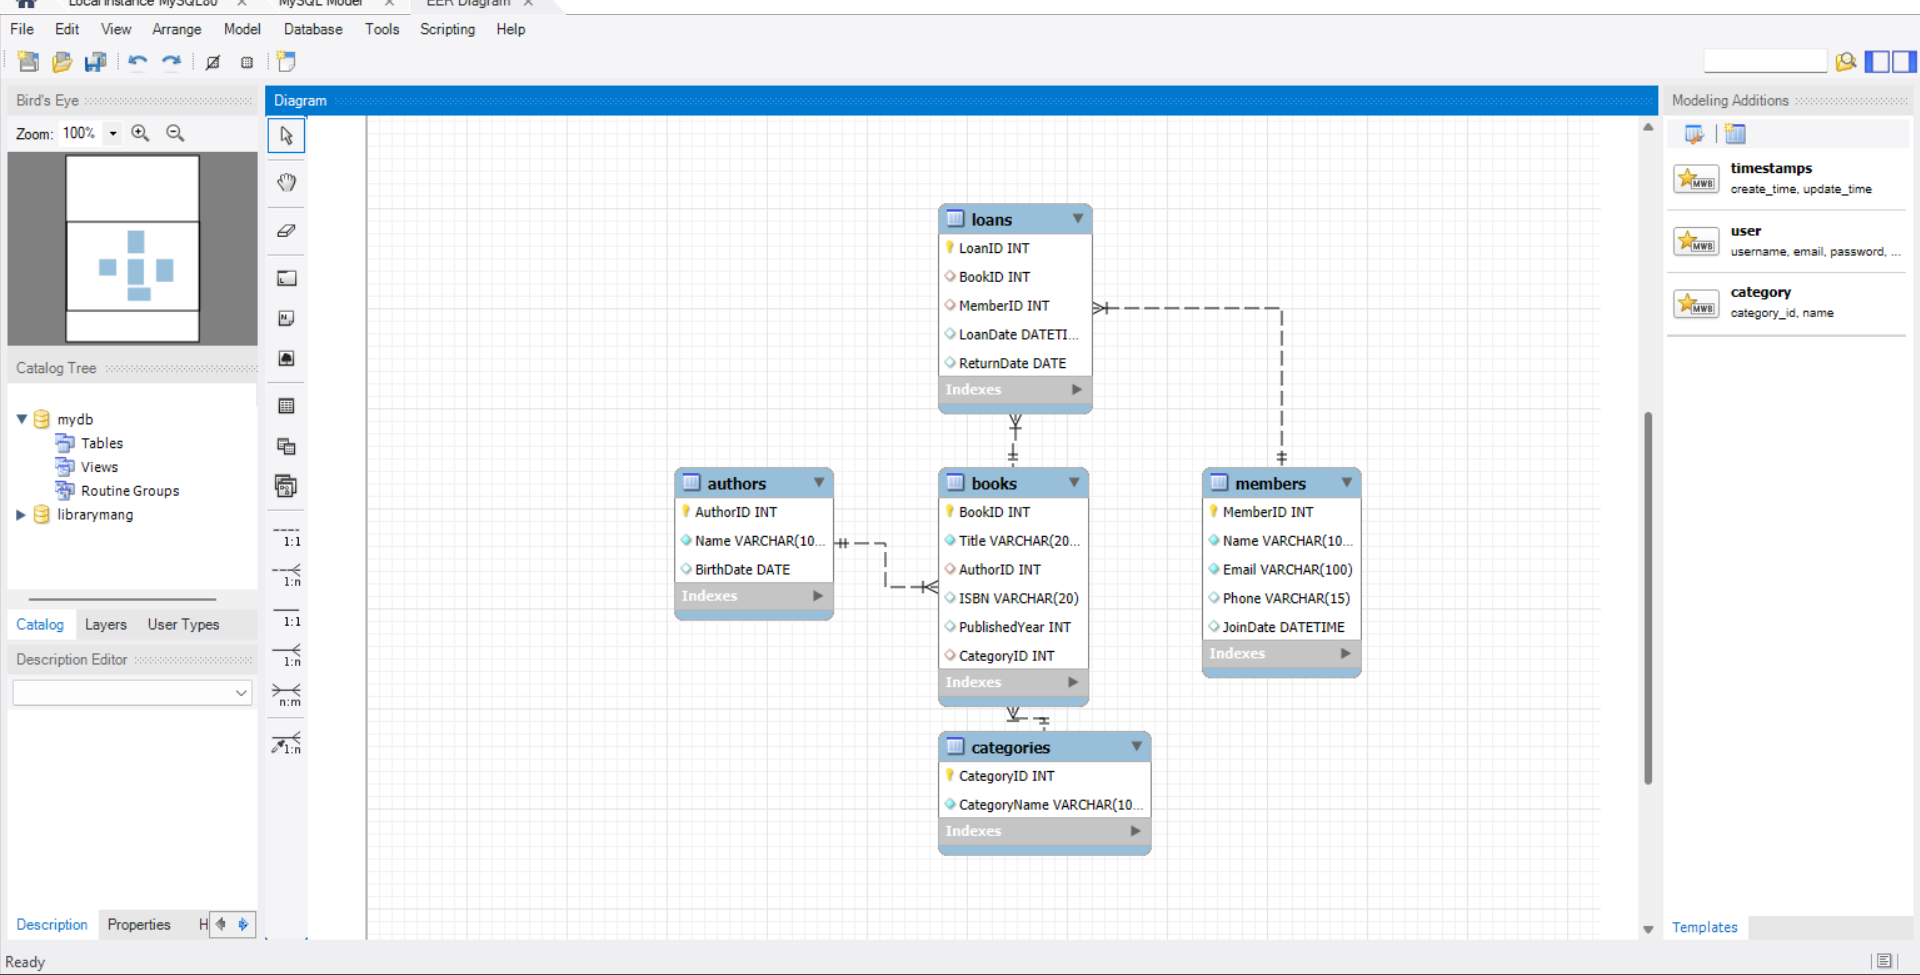 Local instance MySQL80
MySQL Model
EER Diagram
File Edit View Arrange Model Database Tools Scripting Help
Bird's Eye
Zoom: 100%
Catalog Tree
mydb
Tables
Views
Routine Groups
librarymang
Catalog Layers User Types
Description Editor
Description Properties H
Ready
Diagram
1:1
1:n
1:1
1:n
n:m
1:n
loans
LoanID INT
BookID INT
MemberID INT
LoanDate DATETI...
ReturnDate DATE
Indexes
authors
AuthorID INT
Name VARCHAR(10...
BirthDate DATE
Indexes
books
BookID INT
Title VARCHAR(20...
AuthorID INT
ISBN VARCHAR(20)
PublishedYear INT
CategoryID INT
Indexes
members
MemberID INT
Name VARCHAR(10...
Email VARCHAR(100)
Phone VARCHAR(15)
JoinDate DATETIME
Indexes
categories
CategoryID INT
CategoryName VARCHAR(10...
Indexes
Modeling Additions
MWB
timestamps
create_time, update_time
MWB
user
username, email, password, ...
MWB
category
category_id, name
Templates